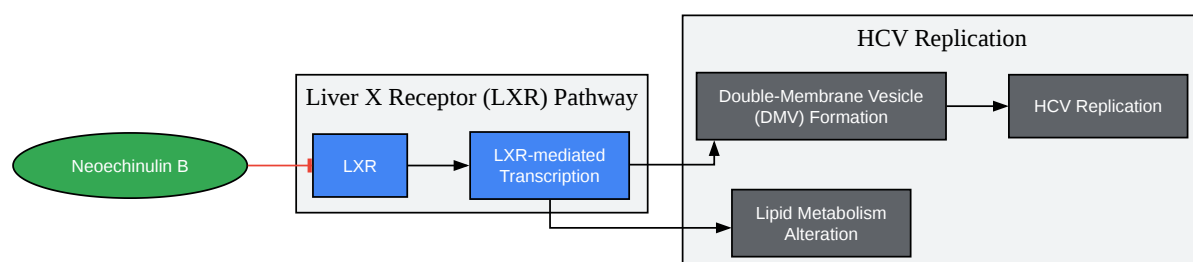 HCV Replication
Liver X Receptor (LXR) Pathway
Double-Membrane Vesicle
(DMV) Formation
HCV Replication
Neoechinulin B
LXR
LXR-mediated
Transcription
Lipid Metabolism
Alteration